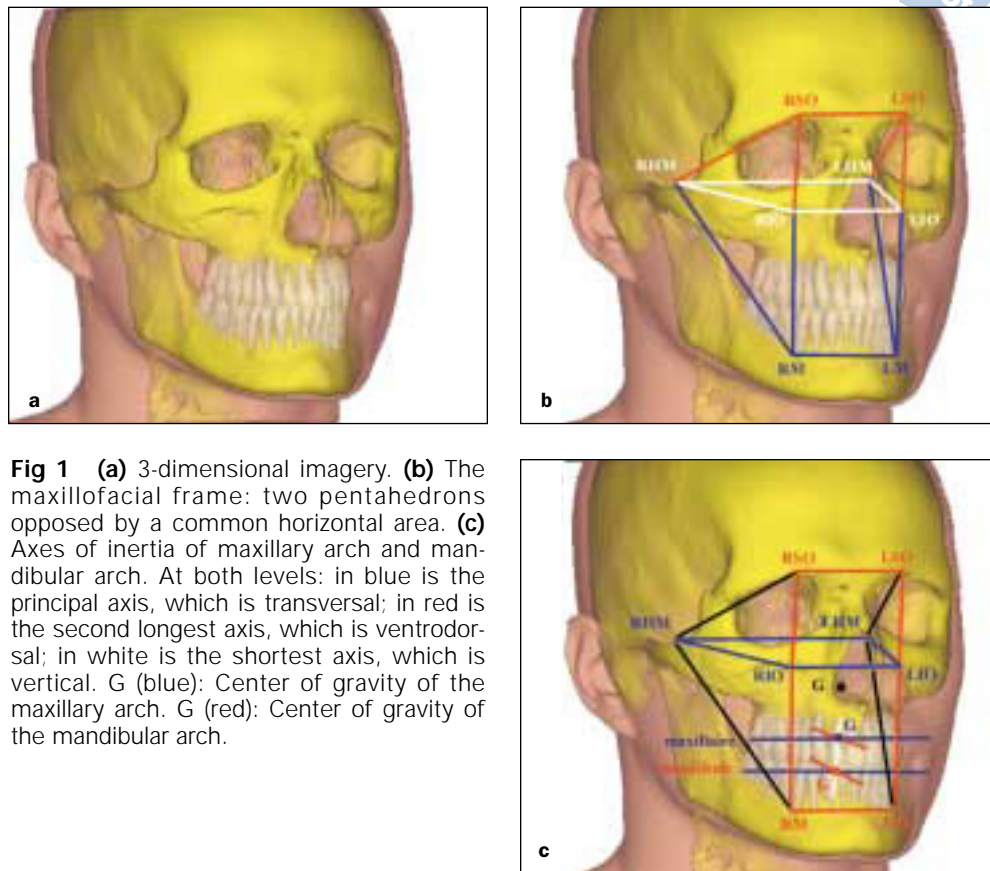 a
RSO
LSO
RHM
LHM
RIO
LIO
RM
LM
b
Fig 1 (a) 3-dimensional imagery. (b) The
maxillofacial frame: two pentahedrons
opposed by a common horizontal area. (c)
Axes of inertia of maxillary arch and man-
dibular arch. At both levels: in blue is the
principal axis, which is transversal; in red is
the second longest axis, which is ventrodor-
sal; in white is the shortest axis, which is
vertical. G (blue): Center of gravity of the
maxillary arch. G (red): Center of gravity of
the mandibular arch.
RSO
LSO
RHM
LHM
RIO
LIO
G
G
G
RM
c